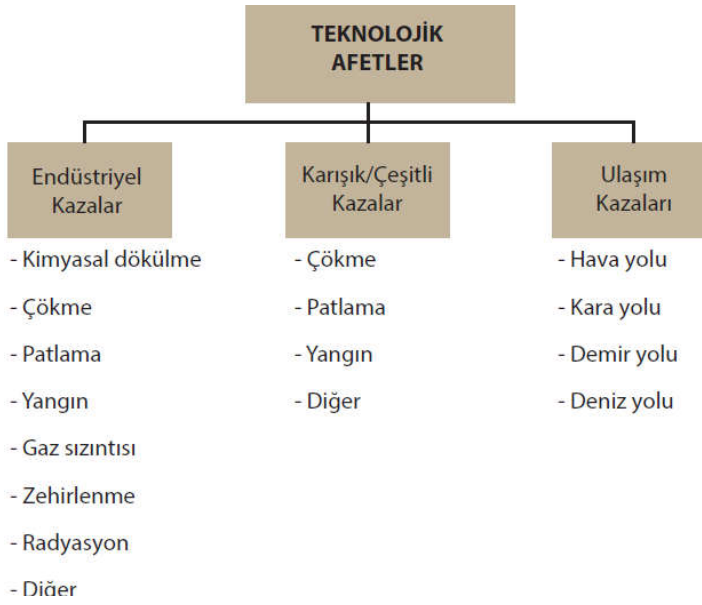 TEKNOLOJİK
AFETLER
Endüstriyel
Kazalar
- Kimyasal dökülme
- Çökme
- Patlama
- Yangın
- Gaz sızıntısı
- Zehirlenme
- Radyasyon
- Diğer
Karışık/Çeşitli
Kazalar
- Çökme
- Patlama
- Yangın
- Diğer
Ulaşım
Kazaları
- Hava yolu
- Kara yolu
- Demir yolu
- Deniz yolu